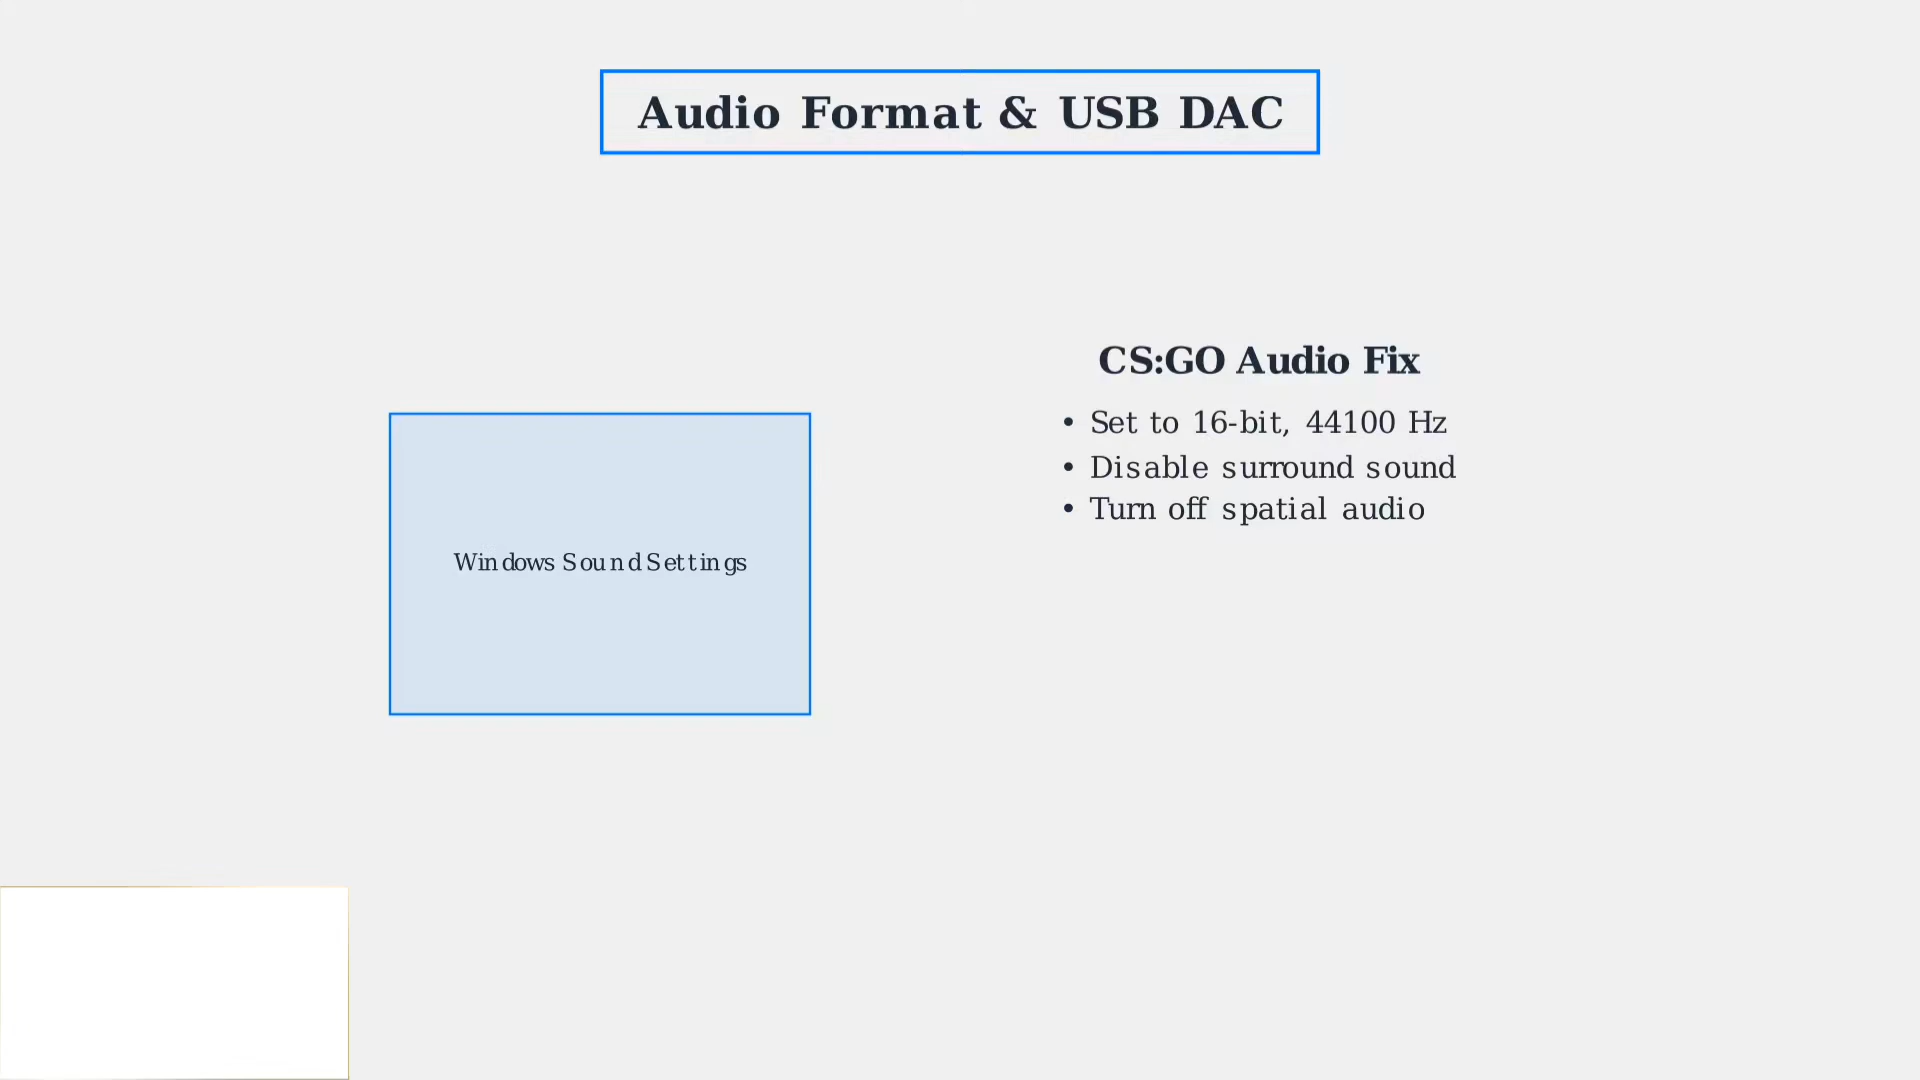 Audio Format & USB DAC
CS:GO Audio Fix
• Set to 16-bit, 44100 Hz
• Disable surround sound
• Turn off spatial audio
Windows Sound Settings